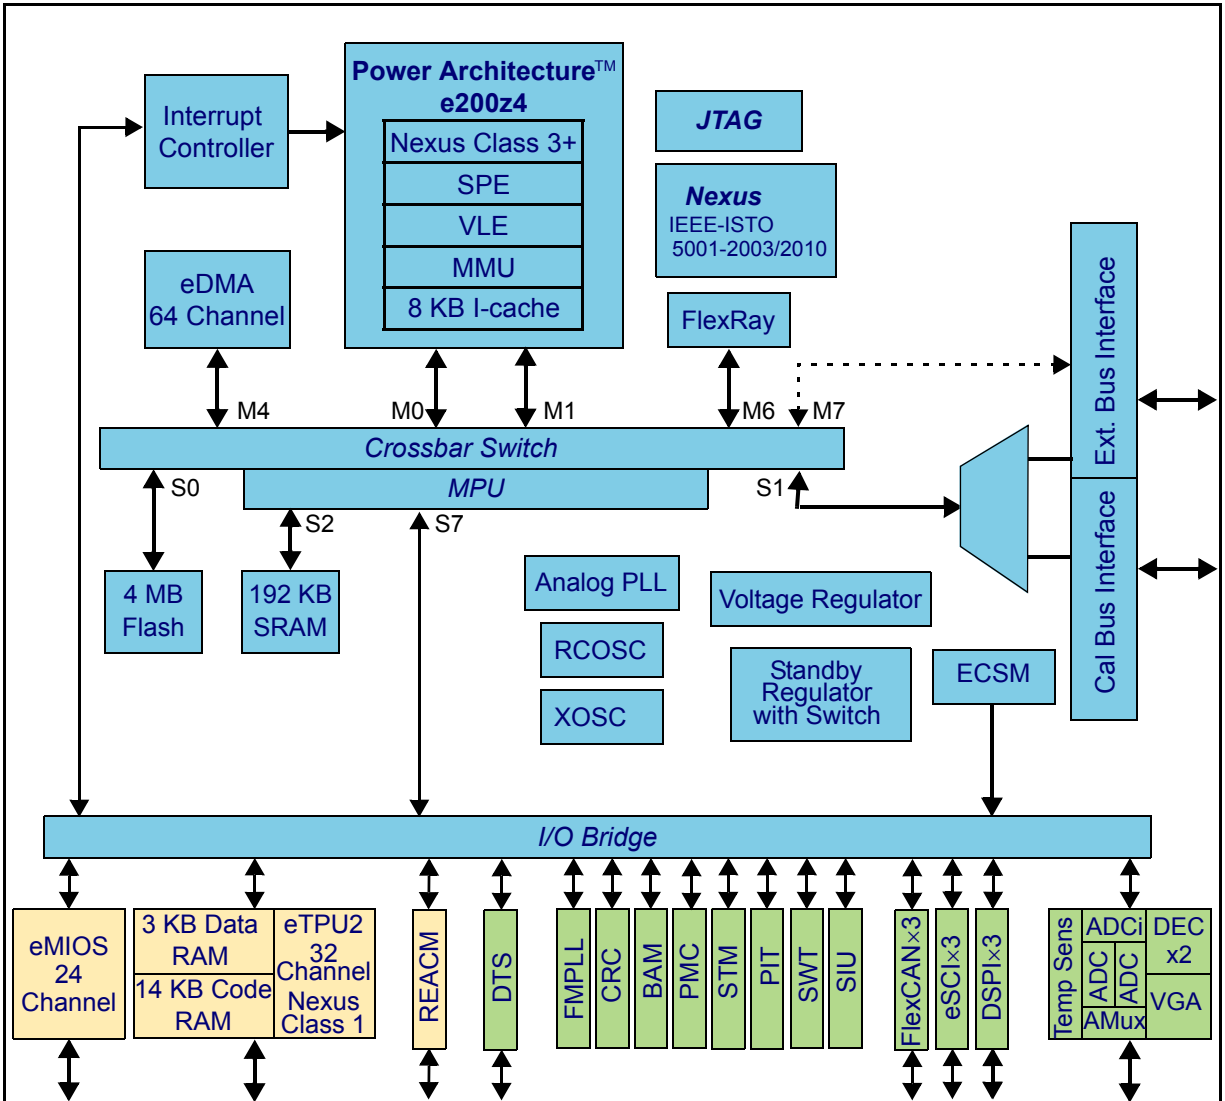 Power Architecture™
e200z4
Nexus Class 3+
SPE
VLE
MMU
8 KB I-cache
Interrupt
Controller
JTAG
Nexus
IEEE-ISTO
5001-2003/2010
eDMA
64 Channel
FlexRay
Ext. Bus Interface
Cal Bus Interface
M4
M0
M1
M6
M7
Crossbar Switch
MPU
S0
S2
S7
S1
4 MB
Flash
192 KB
SRAM
Analog PLL
RCOSC
XOSC
Voltage Regulator
Standby
Regulator
with Switch
ECSM
I/O Bridge
eMIOS
24
Channel
3 KB Data
RAM
14 KB Code
RAM
eTPU2
32
Channel
Nexus
Class 1
REACM
DTS
FMPLL
CRC
BAM
PMC
STM
PIT
SWT
SIU
FlexCAN×3
eSCI×3
DSPI×3
Temp Sens
ADCi
ADC
ADC
AMux
DEC
x2
VGA